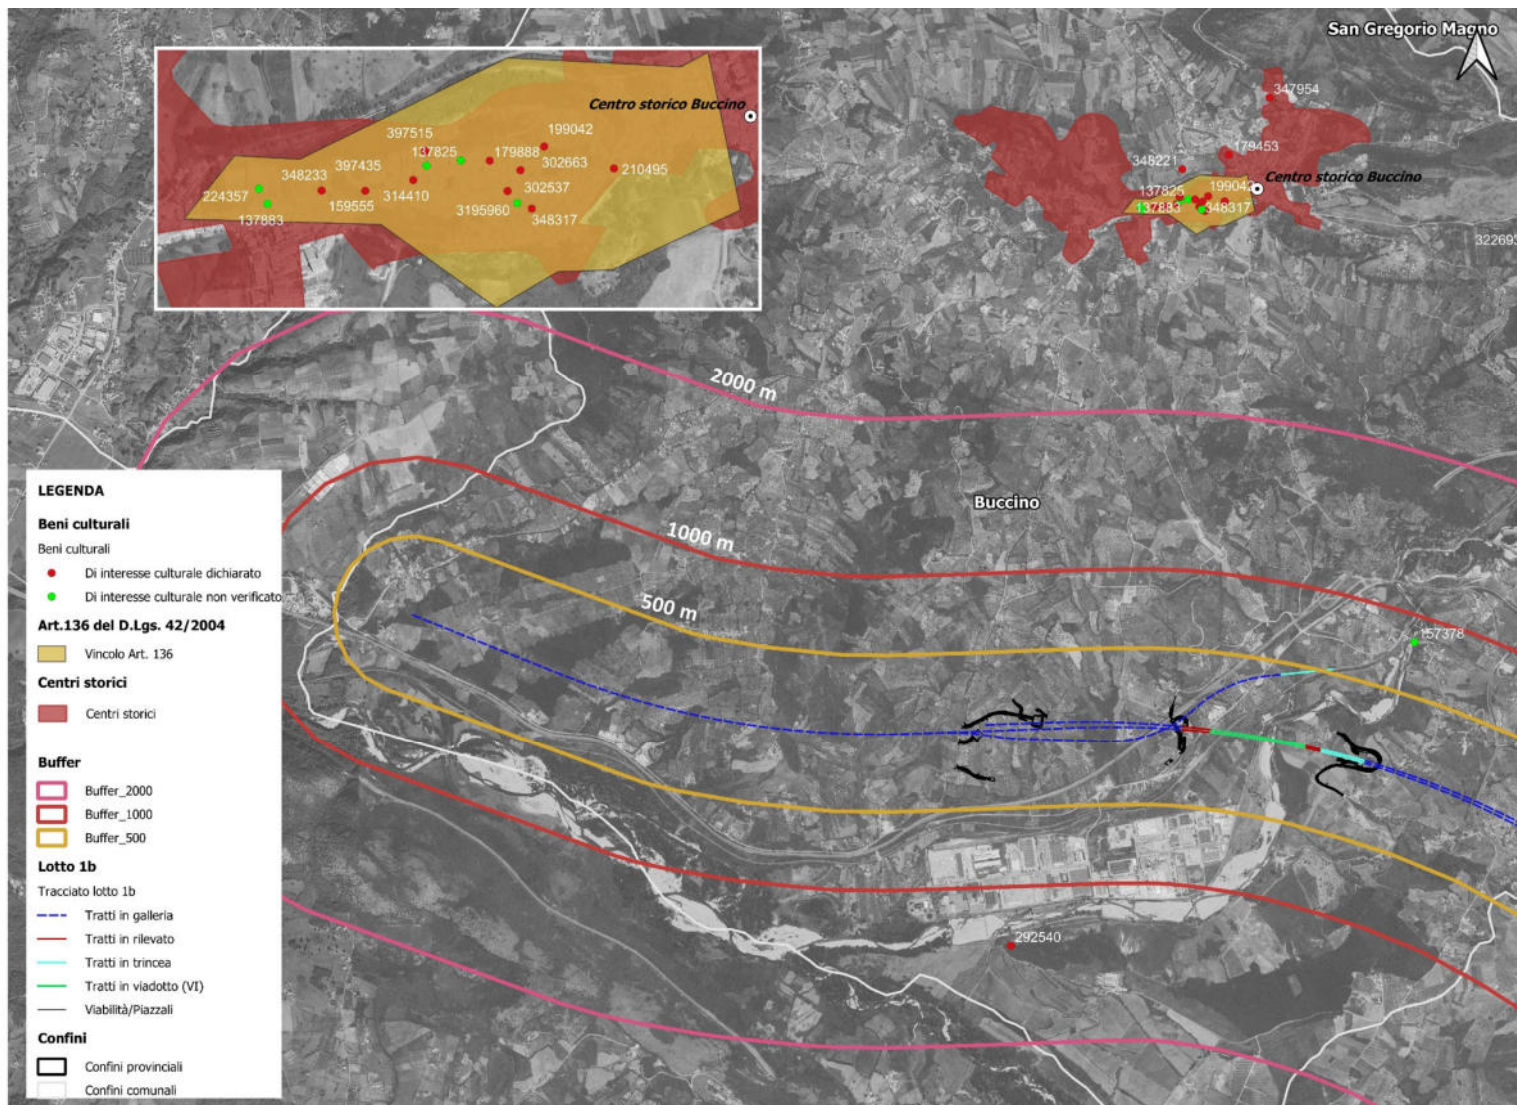 San Gregorio Magno
Centro storico Buccino
397515
199042
137825
179888
302663
397435
210495
348233
314410
302537
224357
159555
3195960
137883
348317
347954
179453
348221
Centro storico Buccino
137825
199042
137883
348317
322693
2000 m
Buccino
1000 m
500 m
157378
292540
LEGENDA
Beni culturali
Beni culturali
Di interesse culturale dichiarato
Di interesse culturale non verificato
Art.136 del D.Lgs. 42/2004
Vincolo Art. 136
Centri storici
Centri storici
Buffer
Buffer_2000
Buffer_1000
Buffer_500
Lotto 1b
Tracciato lotto 1b
Tratti in galleria
Tratti in rilevato
Tratti in trincea
Tratti in viadotto (VI)
Viabilità/Piazzali
Confini
Confini provinciali
Confini comunali